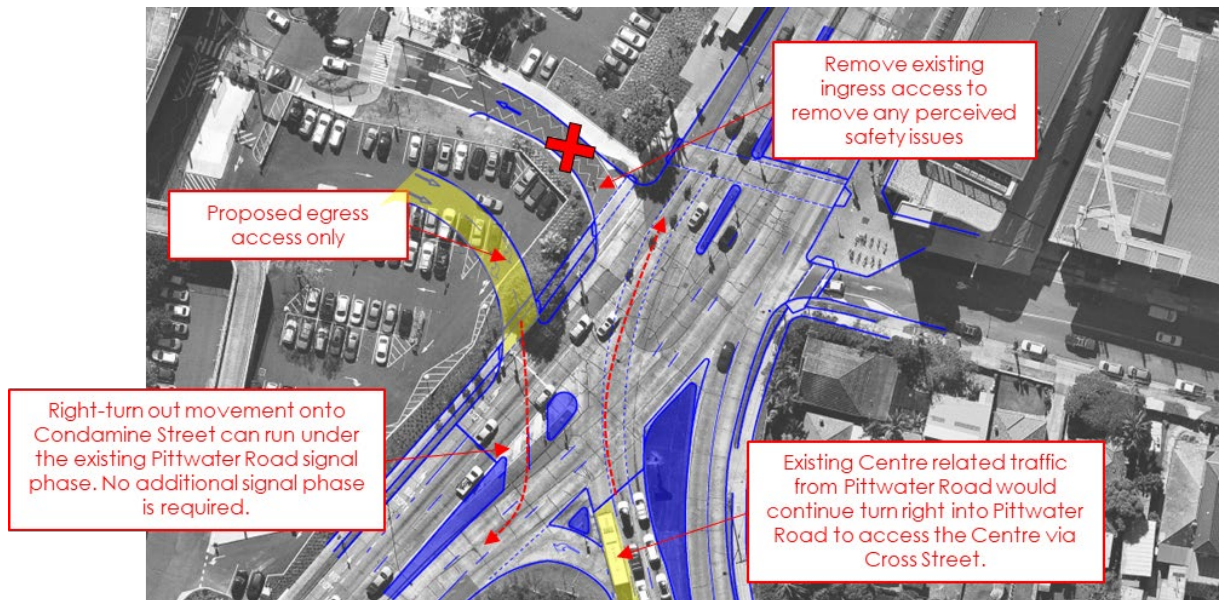 Remove existing
ingress access to
remove any perceived
safety issues
Proposed egress
access only
Right-turn out movement onto
Condamine Street can run under
the existing Pittwater Road signal
phase. No additional signal phase
is required.
Existing Centre related traffic
from Pittwater Road would
continue turn right into Pittwater
Road to access the Centre via
Cross Street.